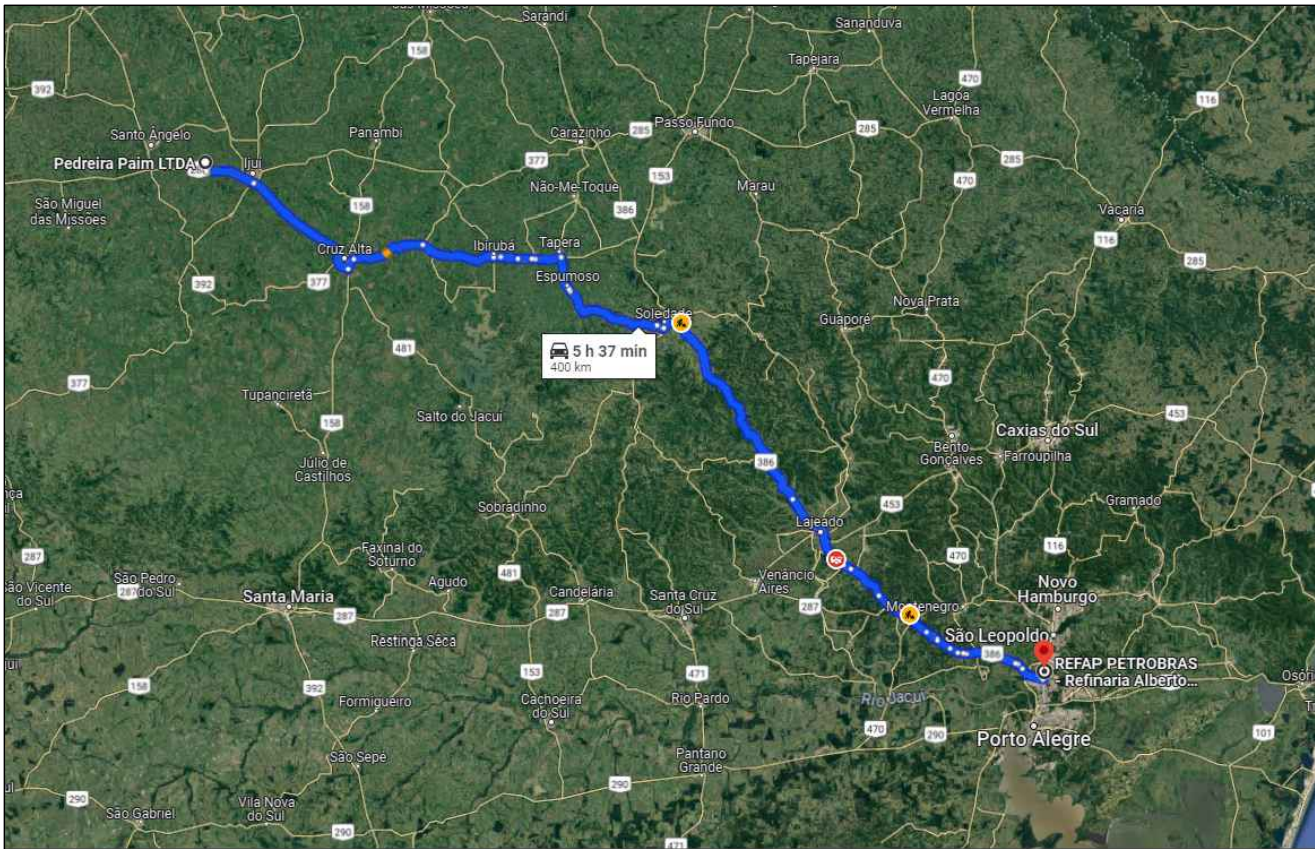 Sarandi
Sananduva
158
Tapejara
470
392
Lagoa
Vermelha
116
Santo Ângelo
Panambi
Carazinho
285
Passo Fundo
285
Pedreira Paim LTDA
Ijui
377
153
285
Não-Me-Toque
Marau
470
São Miguel
das Missões
158
386
Vacaria
Cruz Alta
Ibirubá
Tapera
116
285
392
377
Espumoso
Nova Prata
Soledade
Guaporé
481
5 h 37 min
400 km
470
377
Tupanciretã
Salto do Jacuí
158
453
Caxias do Sul
Bento
Gonçalves
Farroupilha
386
Júlio de
Castilhos
Gramado
Sobradinho
453
Lajeado
287
Faxinal do
Soturno
116
470
481
Venâncio
Aires
Novo
Hamburgo
São Vicente
do Sul
São Pedro
do Sul
287
Agudo
Candelária
Santa Cruz
do Sul
287
Montenegro
Santa Maria
287
287
São Leopoldo
Restinga Sêca
386
REFAP PETROBRAS
- Refinaria Alberto...
153
471
158
392
Rio Jacuí
Rio Pardo
Formigueiro
Cachoeira
do Sul
470
290
Porto Alegre
101
São Sepé
Pantano
Grande
290
290
São Gabriel
Vila Nova
do Sul
290
471